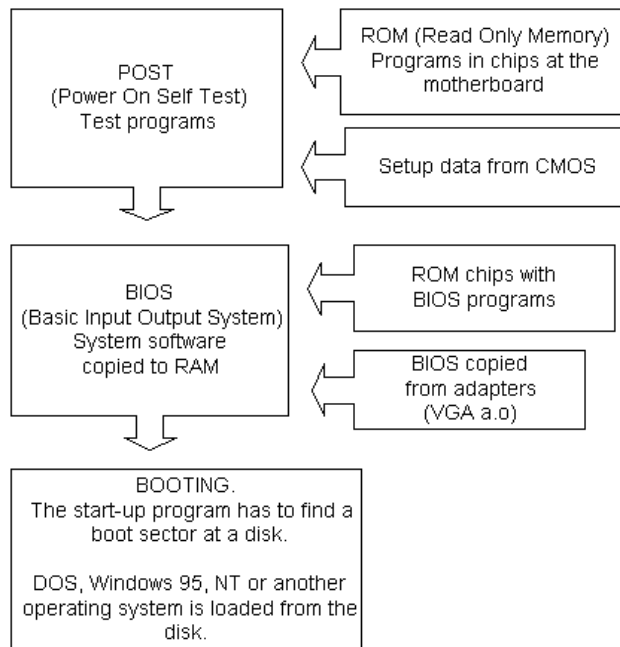 POST
(Power On Self Test)
Test programs
ROM (Read Only Memory)
Programs in chips at the
motherboard
Setup data from CMOS
BIOS
(Basic Input Output System)
System software
copied to RAM
ROM chips with
BIOS programs
BIOS copied
from adapters
(VGA a.o)
BOOTING.
The start-up program has to find a
boot sector at a disk.
DOS, Windows 95, NT or another
operating system is loaded from the
disk.